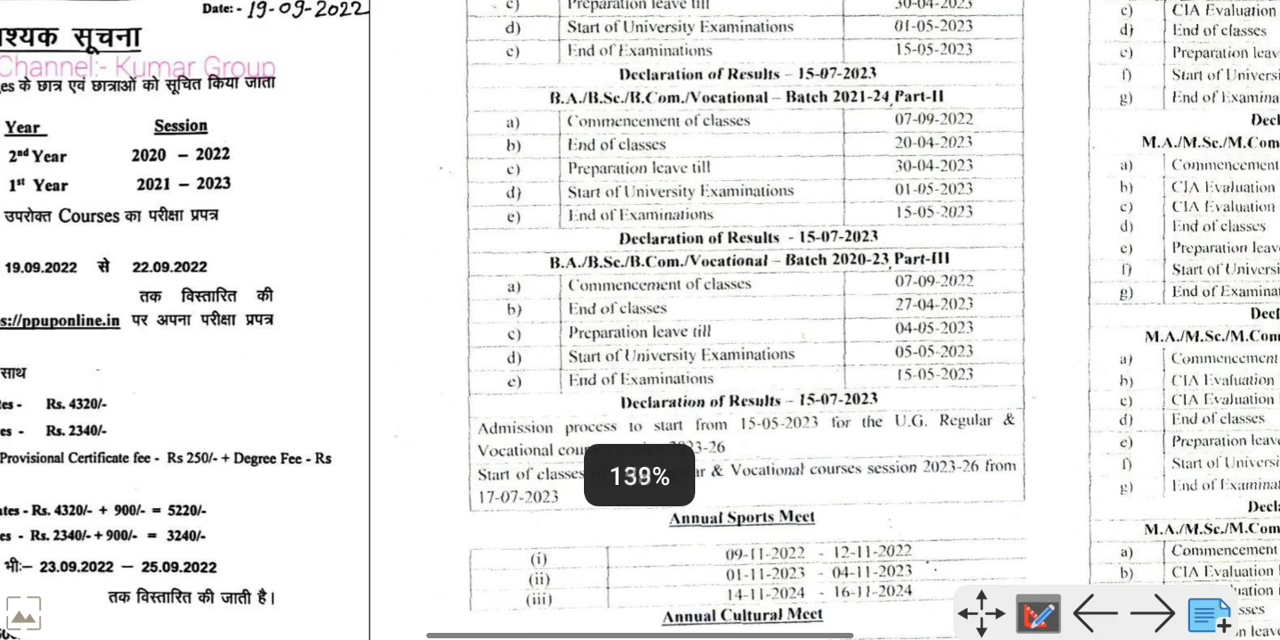 Date: - 19-09-2022
श्यक सूचना
Channel:- Kumar Group
ges के छात्र एवं छात्राओं को सूचित किया जाता
Year Session
2nd Year 2020 – 2022
1st Year 2021 – 2023
उपरोक्त Courses का परीक्षा प्रपत्र
19.09.2022 से 22.09.2022
तक विस्तारित की
s://ppuponline.in पर अपना परीक्षा प्रपत्र
साथ
tes - Rs. 4320/-
es - Rs. 2340/-
Provisional Certificate fee - Rs 250/- + Degree Fee - Rs
ates - Rs. 4320/- + 900/- = 5220/-
es - Rs. 2340/- + 900/- = 3240/-
भी:– 23.09.2022 – 25.09.2022
तक विस्तारित की जाती है।
c) Preparation leave till 30-04-2023
d) Start of University Examinations 01-05-2023
e) End of Examinations 15-05-2023
Declaration of Results – 15-07-2023
B.A./B.Sc./B.Com./Vocational – Batch 2021-24 Part-II
a) Commencement of classes 07-09-2022
b) End of classes 20-04-2023
c) Preparation leave till 30-04-2023
d) Start of University Examinations 01-05-2023
e) End of Examinations 15-05-2023
Declaration of Results - 15-07-2023
B.A./B.Sc./B.Com./Vocational – Batch 2020-23 Part-III
a) Commencement of classes 07-09-2022
b) End of classes 27-04-2023
c) Preparation leave till 04-05-2023
d) Start of University Examinations 05-05-2023
e) End of Examinations 15-05-2023
Declaration of Results – 15-07-2023
Admission process to start from 15-05-2023 for the U.G. Regular &
Vocational cou 2023-26
Start of classes r & Vocational courses session 2023-26 from
17-07-2023
139%
Annual Sports Meet
(i) 09-11-2022 - 12-11-2022
(ii) 01-11-2023 - 04-11-2023
(iii) 14-11-2024 - 16-11-2024
Annual Cultural Meet
c) CIA Evaluation
d) End of classes
e) Preparation leave
f) Start of Universi
g) End of Examina
Decl
M.A./M.Sc./M.Com
a) Commencement
b) CIA Evaluation
c) CIA Evaluation
d) End of classes
e) Preparation leave
f) Start of Universi
g) End of Examina
Decl
M.A./M.Sc./M.Com
a) Commencement
b) CIA Evaluation
c) CIA Evaluation
d) End of classes
e) Preparation leav
f) Start of Universi
g) End of Examina
Decl
M.A./M.Sc./M.Com
a) Commencement
b) CIA Evaluation